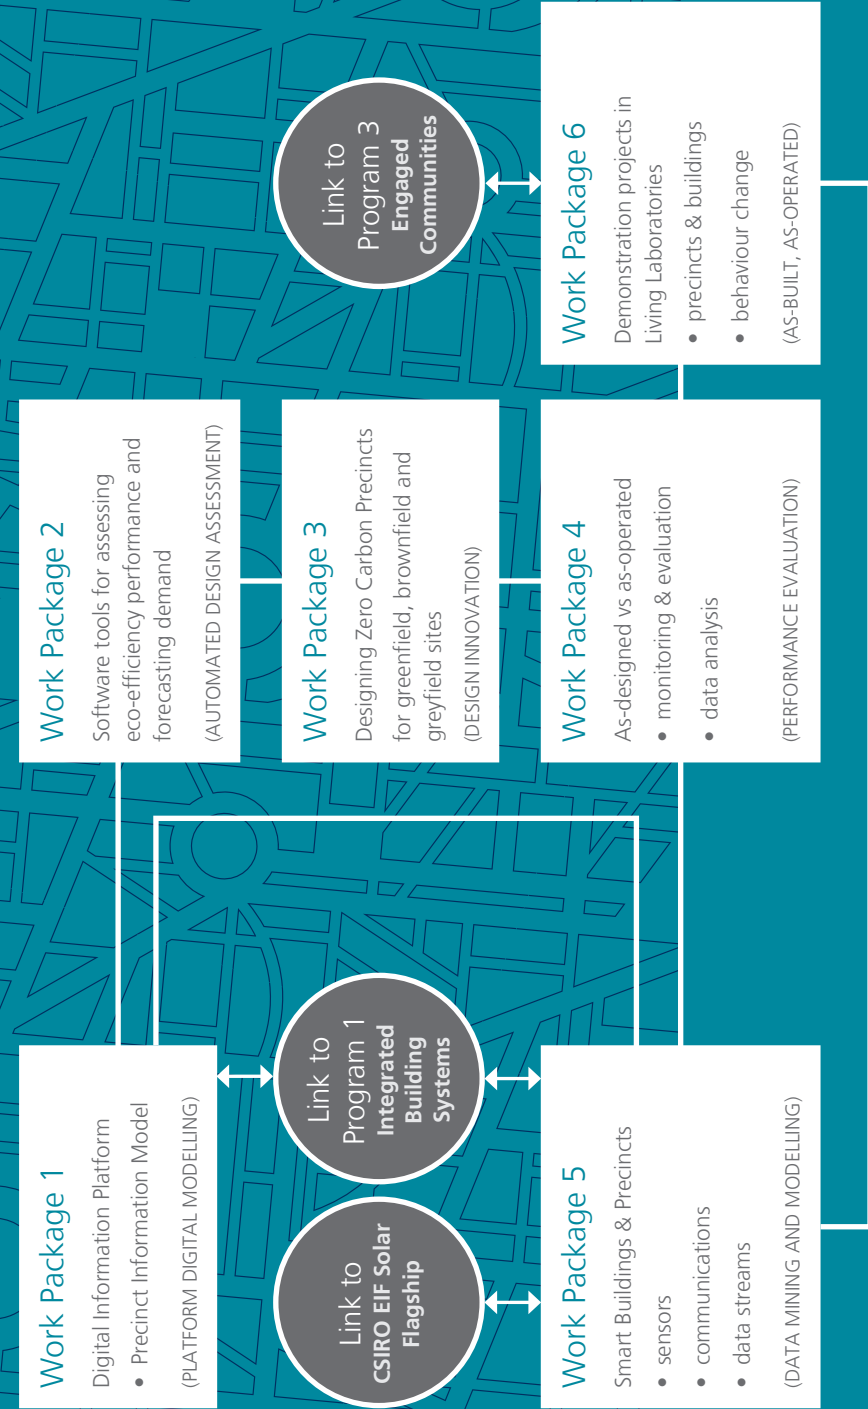 Work Package 1
Digital Information Platform
• Precinct Information Model
(PLATFORM DIGITAL MODELLING)
Work Package 2
Software tools for assessing
eco-efficiency performance and
forecasting demand
(AUTOMATED DESIGN ASSESSMENT)
Link to
CSIRO EIF Solar
Flagship
Link to
Program 1
Integrated
Building
Systems
Work Package 3
Designing Zero Carbon Precincts
for greenfield, brownfield and
greyfield sites
(DESIGN INNOVATION)
Link to
Program 3
Engaged
Communities
Work Package 5
Smart Buildings & Precincts
• sensors
• communications
• data streams
(DATA MINING AND MODELLING)
Work Package 4
As-designed vs as-operated
• monitoring & evaluation
• data analysis
(PERFORMANCE EVALUATION)
Work Package 6
Demonstration projects in
Living Laboratories
• precincts & buildings
• behaviour change
(AS-BUILT, AS-OPERATED)